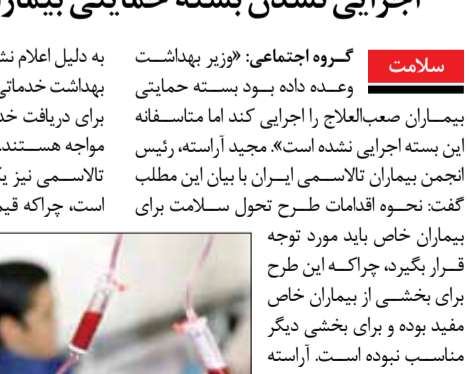 اجرایی نشدن بسته حمایتی
سلامت
گروه اجتماعی: «وزیر بهداشت
وعده داده بود بسته حمایتی
بیماران صعب‌العلاج را اجرایی کند اما متاسفانه
این بسته اجرایی نشده است». مجید آراسته، رئیس
انجمن بیماران تالاسمی ایران با بیان این مطلب
گفت: نحوه اقدامات طرح تحول سلامت برای
بیماران خاص باید مورد توجه
قرار بگیرد، چراکه این طرح
برای بخشی از بیماران خاص
مفید بوده و برای بخشی دیگر
مناسب نبوده است. آراسته
به دلیل اعلام
بهداشت خدماتی
برای دریافت
مواجه هستند.
تالاسمی نیز
است، چراکه